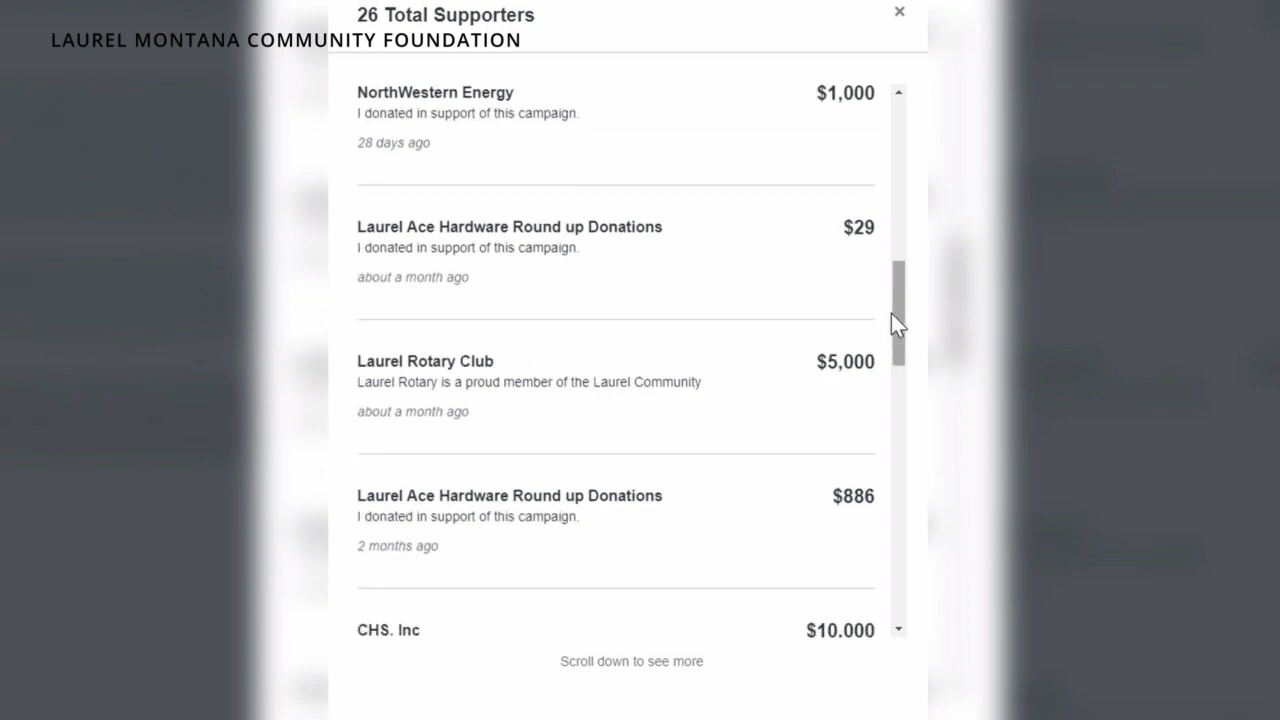 26 Total Supporters
×
LAUREL MONTANA COMMUNITY FOUNDATION
NorthWestern Energy $1,000
I donated in support of this campaign.
28 days ago
Laurel Ace Hardware Round up Donations $29
I donated in support of this campaign.
about a month ago
Laurel Rotary Club $5,000
Laurel Rotary is a proud member of the Laurel Community
about a month ago
Laurel Ace Hardware Round up Donations $886
I donated in support of this campaign.
2 months ago
CHS. Inc $10.000
Scroll down to see more